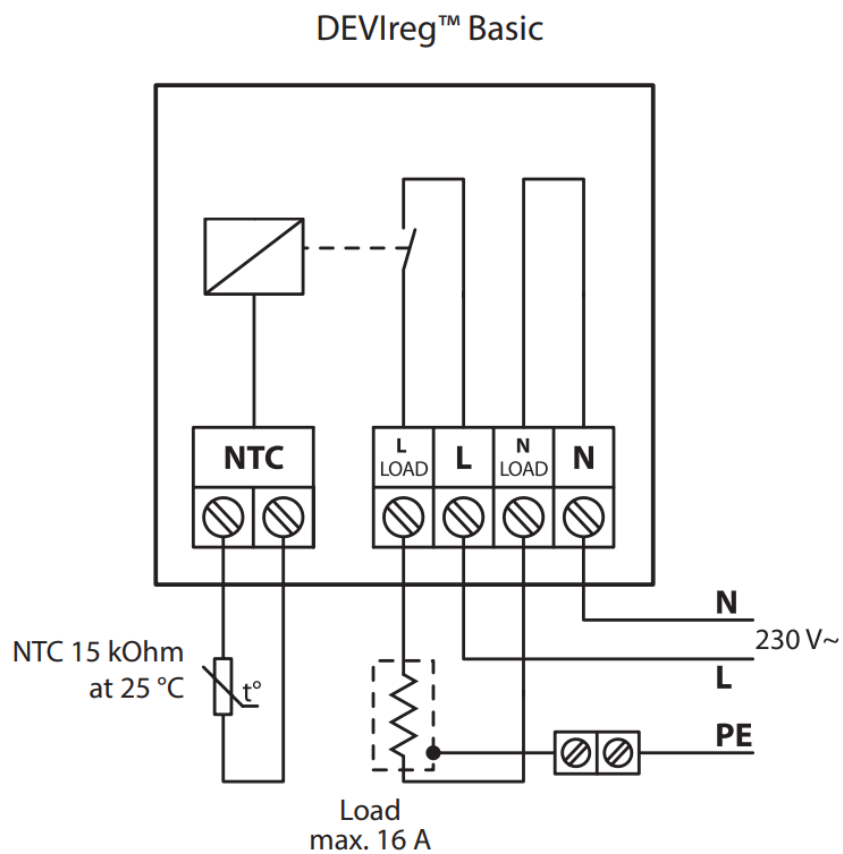 DEVIreg™ Basic
NTC
L
LOAD
L
N
LOAD
N
N
230 V~
L
PE
NTC 15 kOhm
at 25 °C
t°
Load
max. 16 A